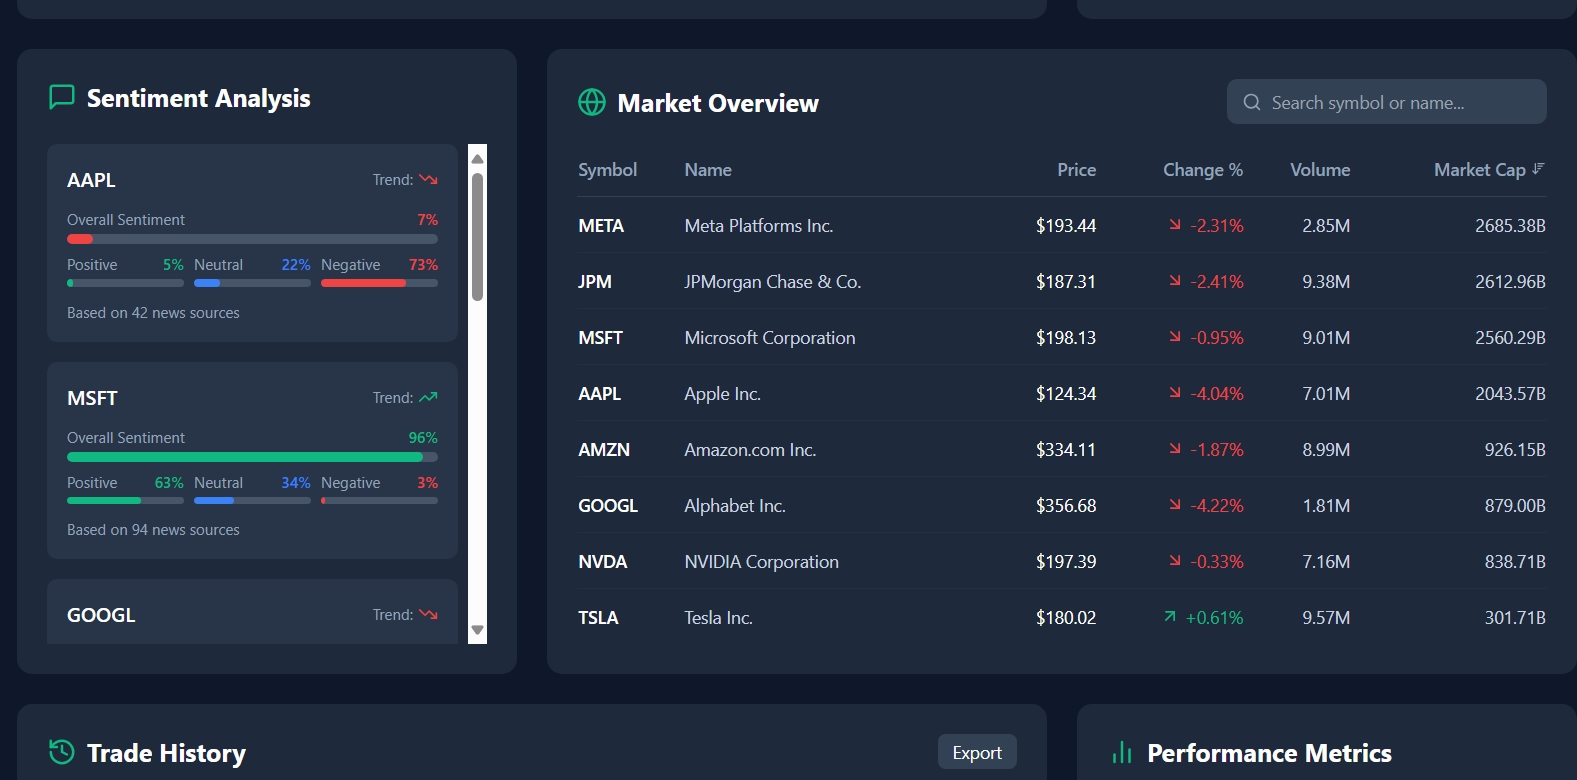 Sentiment Analysis
AAPL Trend:
Overall Sentiment 7%
Positive 5% Neutral 22% Negative 73%
Based on 42 news sources
MSFT Trend:
Overall Sentiment 96%
Positive 63% Neutral 34% Negative 3%
Based on 94 news sources
GOOGL Trend:
Market Overview
Search symbol or name...
Symbol Name Price Change % Volume Market Cap
META Meta Platforms Inc. $193.44 -2.31% 2.85M 2685.38B
JPM JPMorgan Chase & Co. $187.31 -2.41% 9.38M 2612.96B
MSFT Microsoft Corporation $198.13 -0.95% 9.01M 2560.29B
AAPL Apple Inc. $124.34 -4.04% 7.01M 2043.57B
AMZN Amazon.com Inc. $334.11 -1.87% 8.99M 926.15B
GOOGL Alphabet Inc. $356.68 -4.22% 1.81M 879.00B
NVDA NVIDIA Corporation $197.39 -0.33% 7.16M 838.71B
TSLA Tesla Inc. $180.02 +0.61% 9.57M 301.71B
Trade History
Export
Performance Metrics